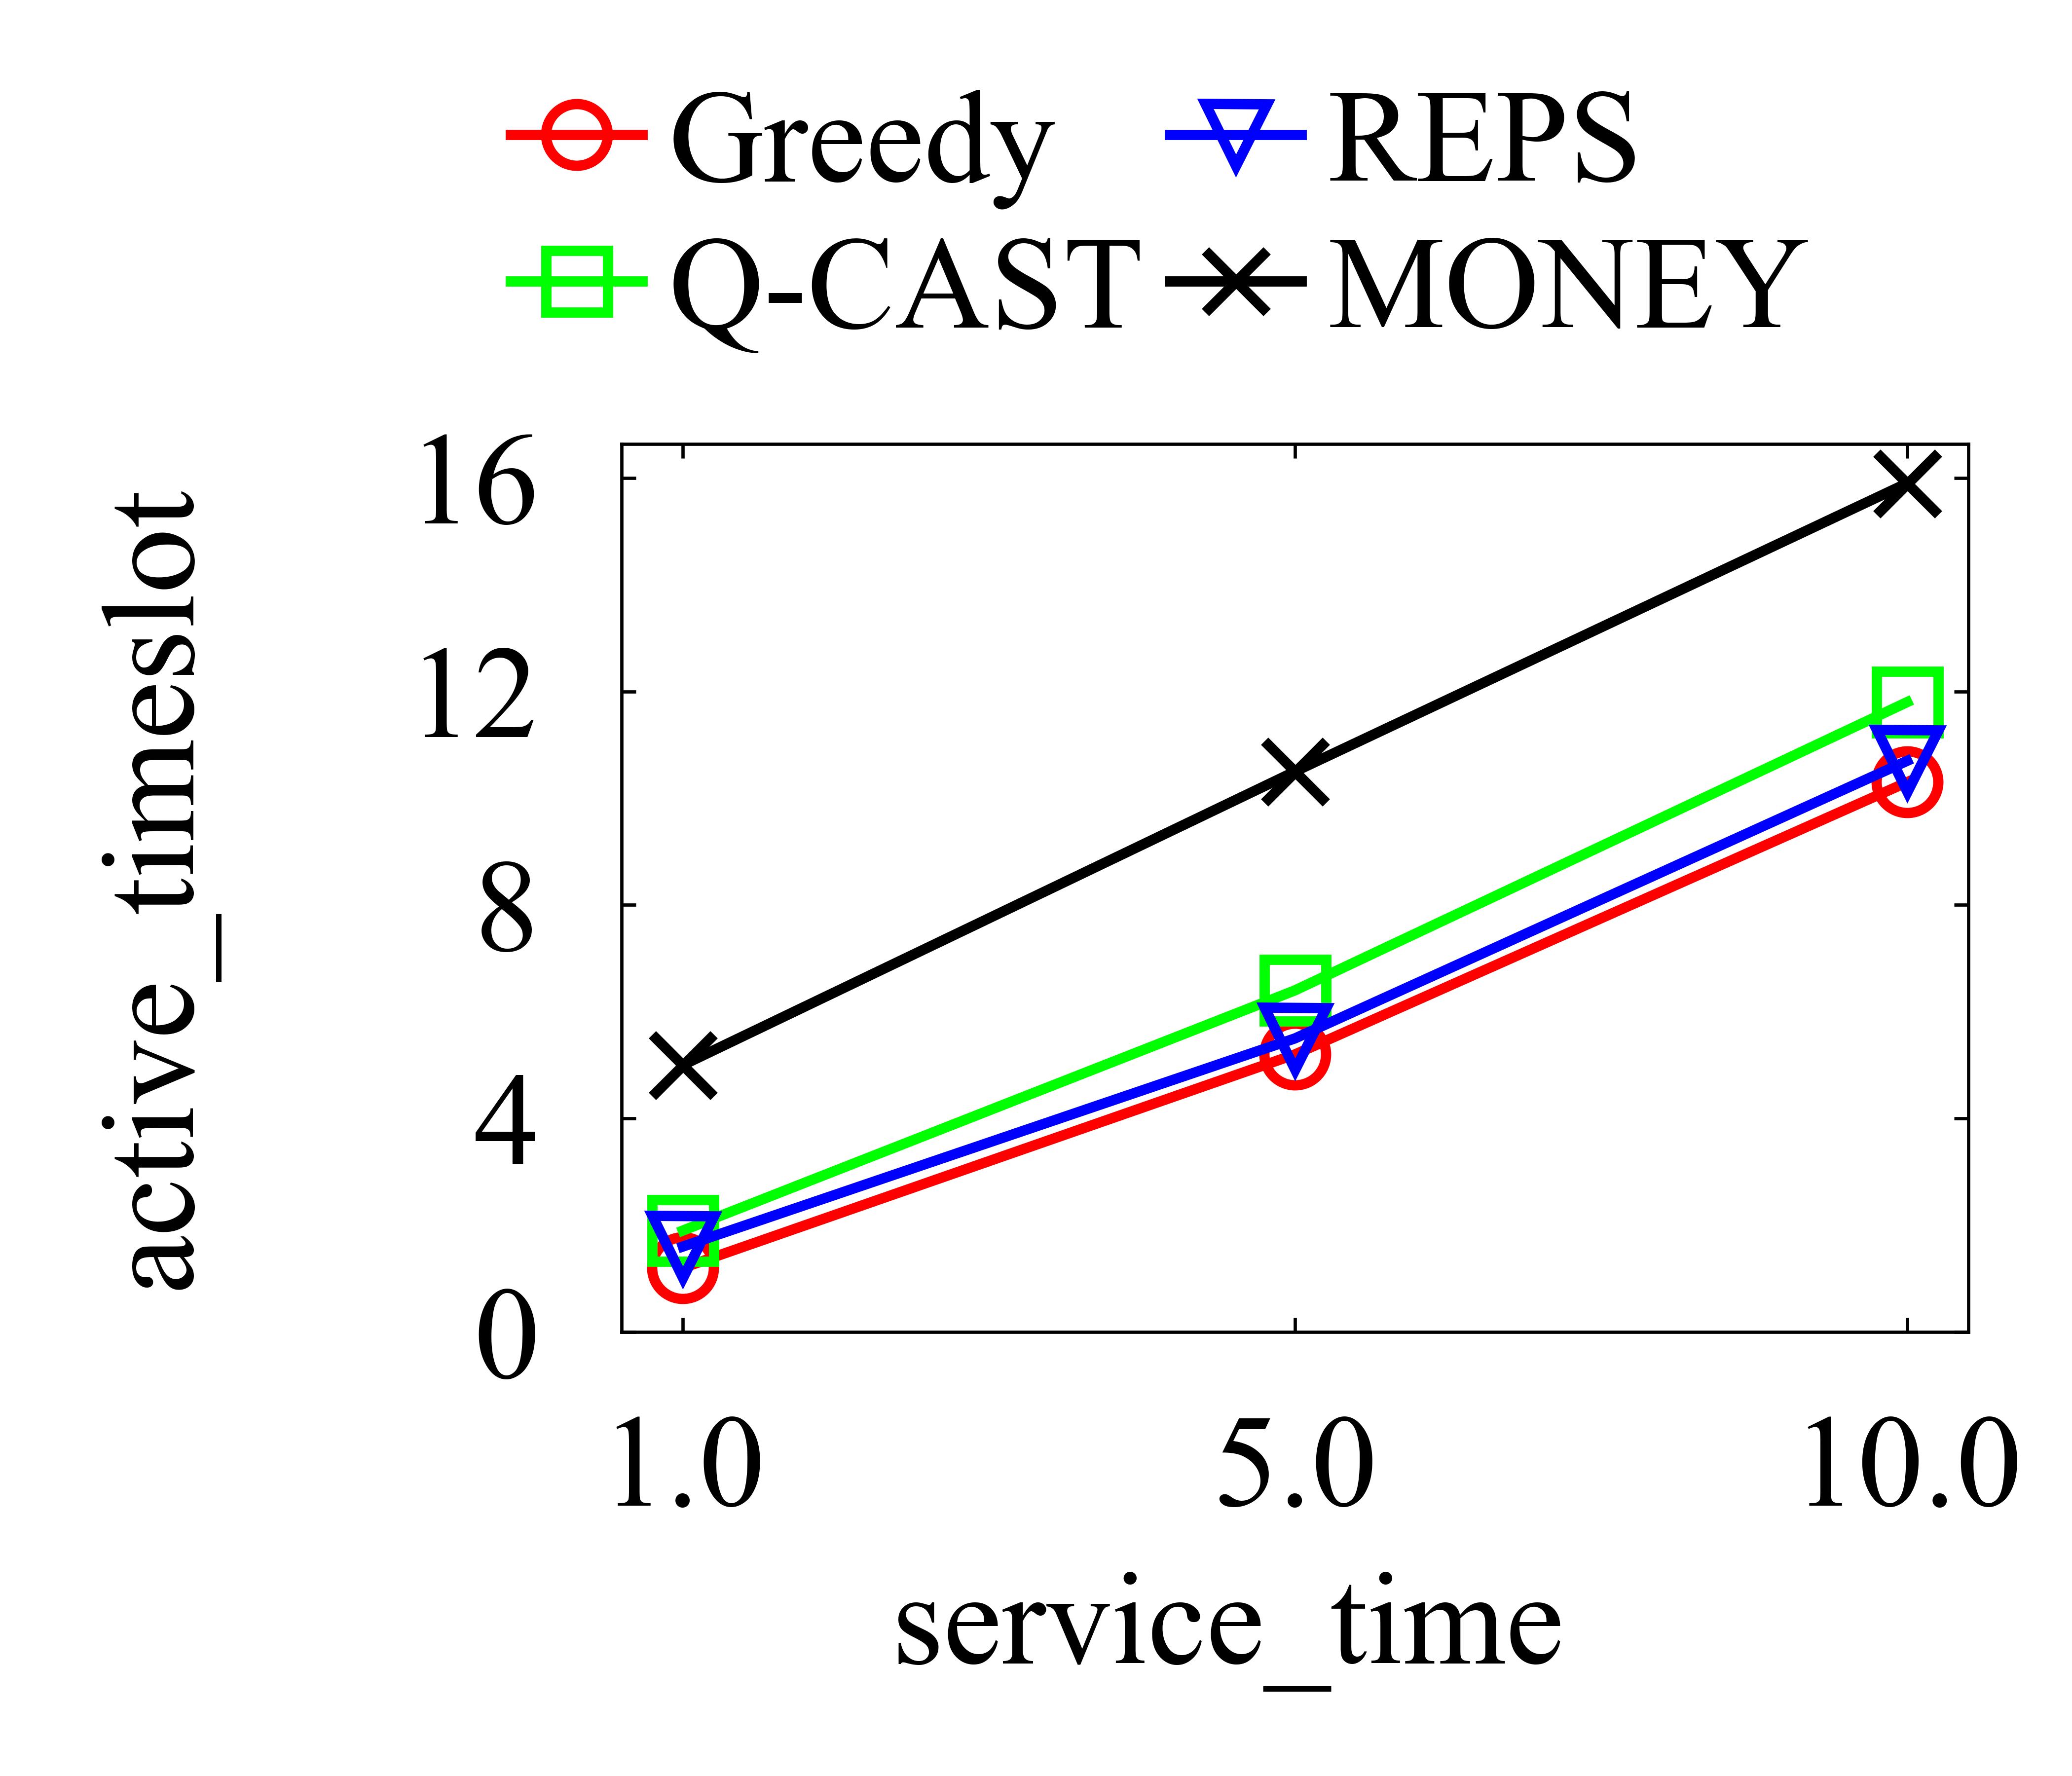 Greedy REPS
Q-CAST MONEY
16
12
8
4
0
active_timeslot
1.0 5.0 10.0
service_time